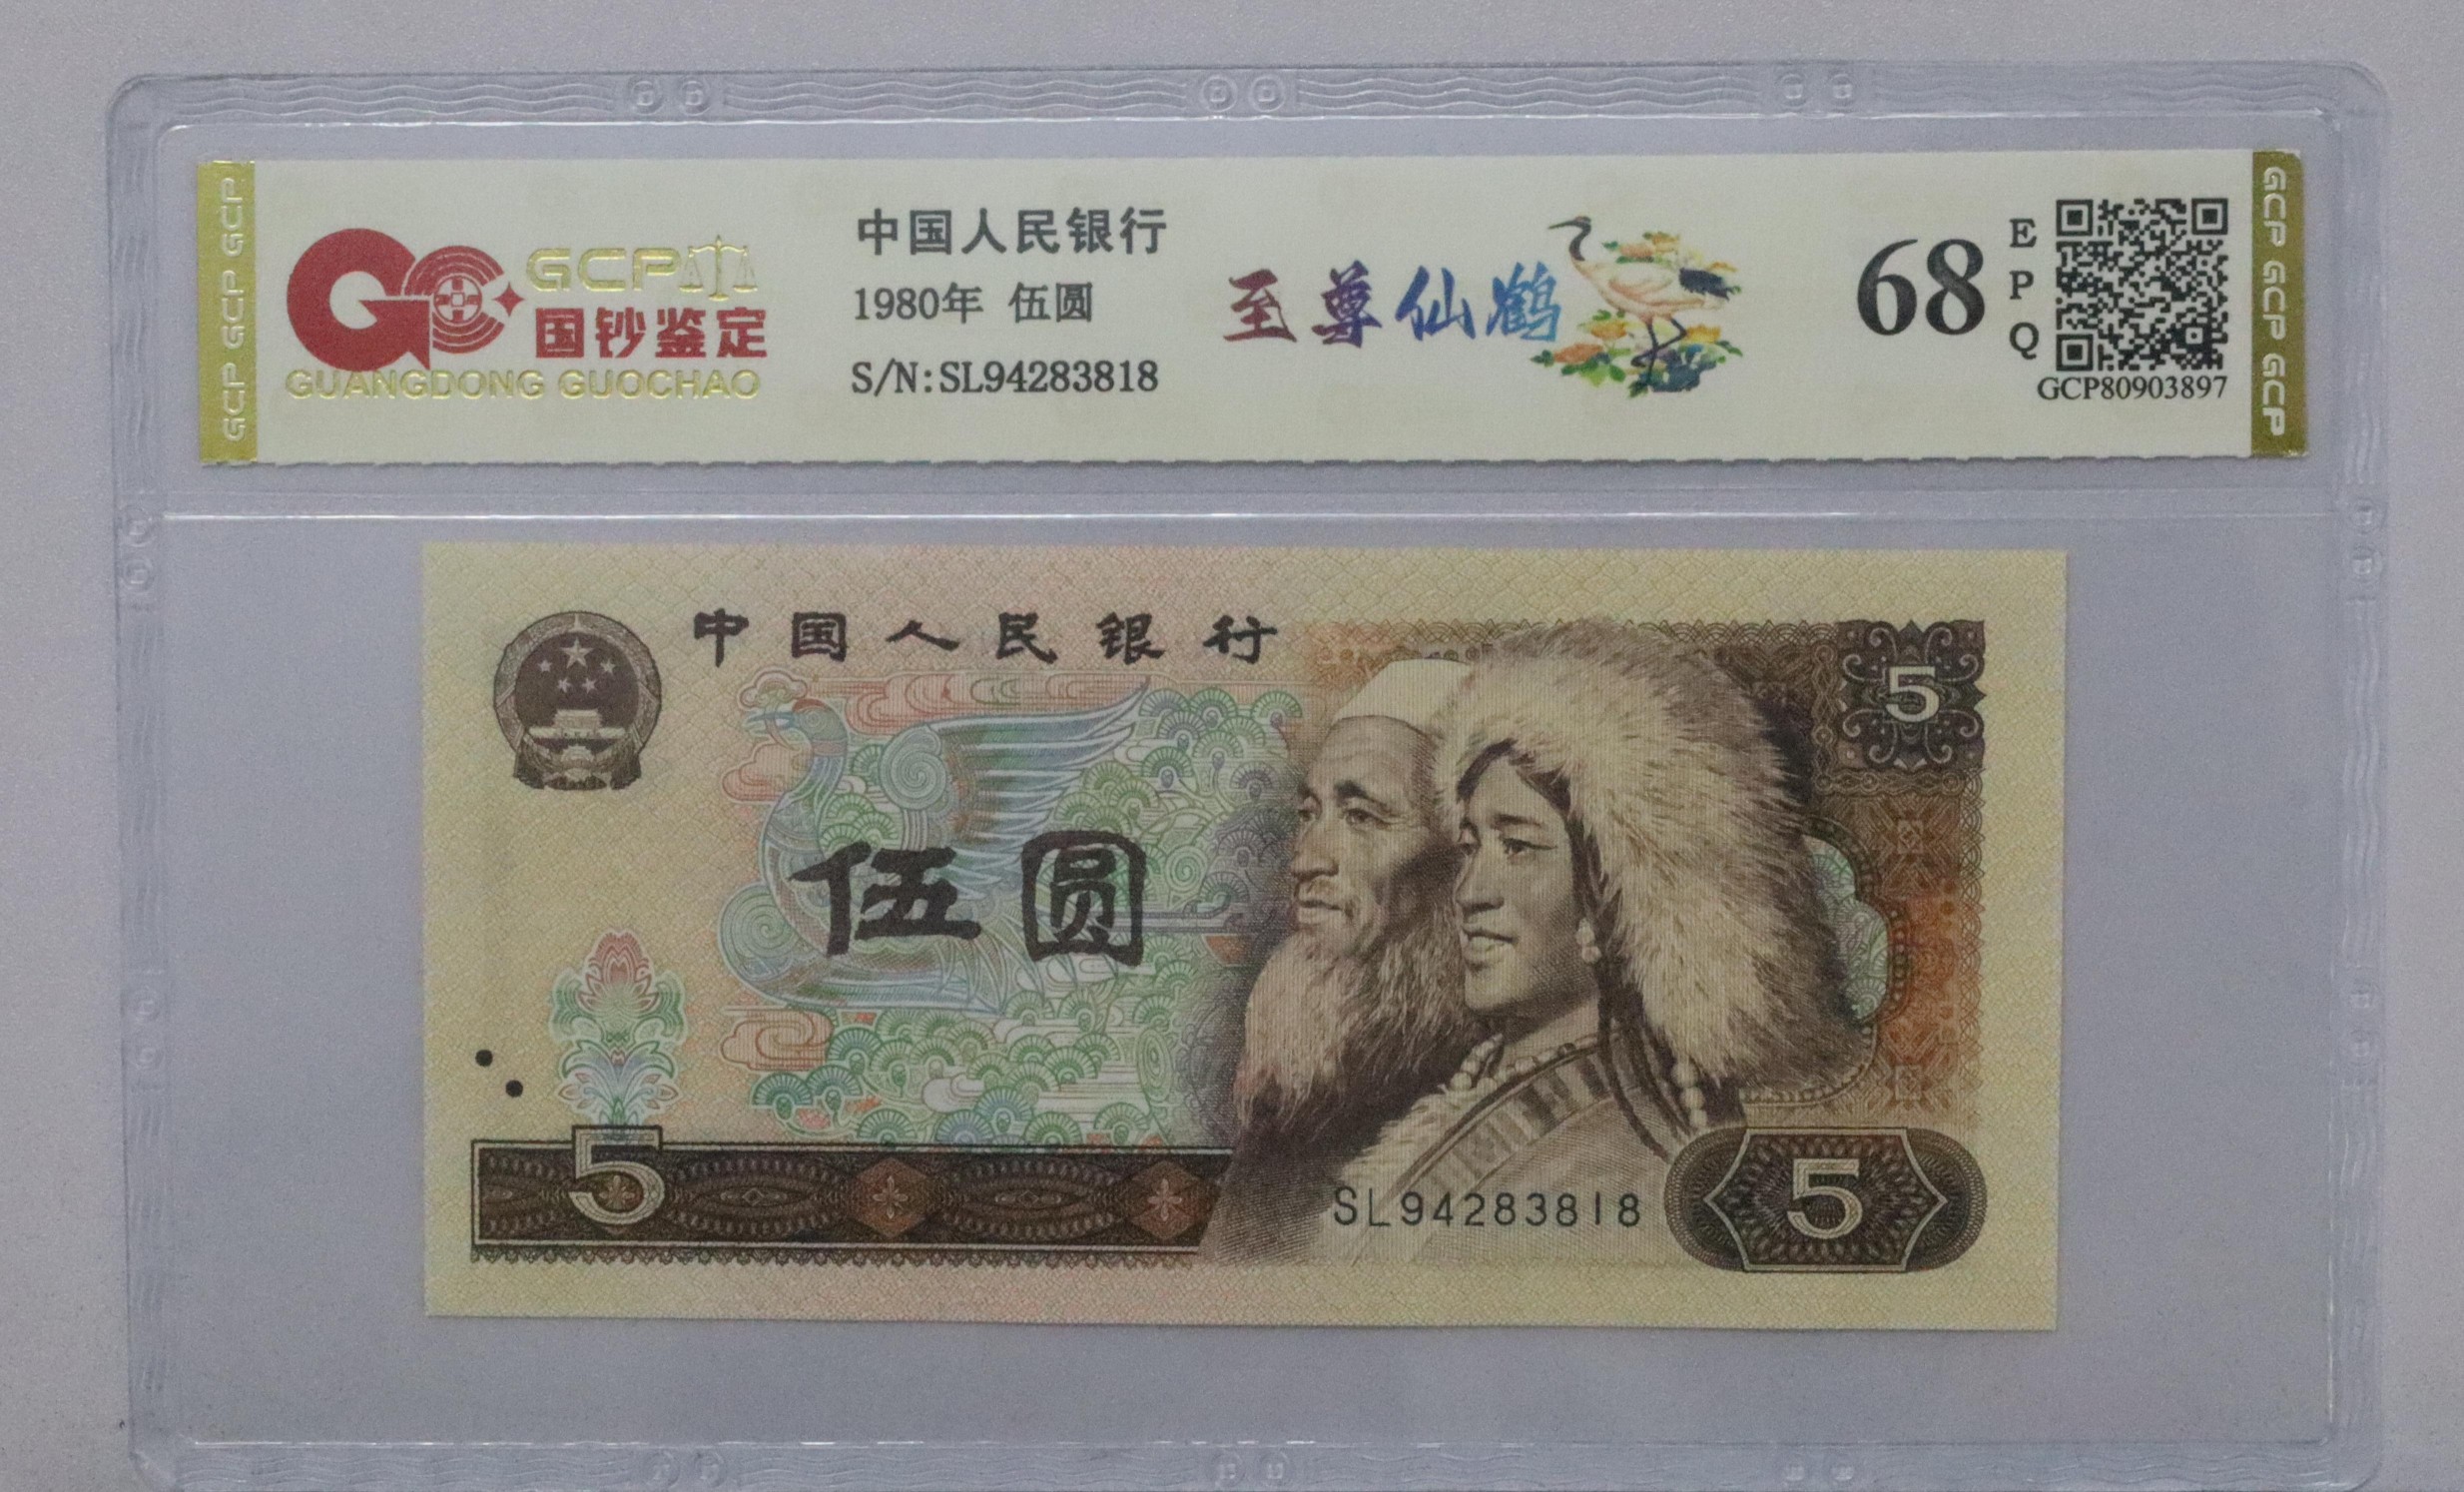 GCP GCP GCP
GCP
国钞鉴定
GUANGDONG GUOCHAO
中国人民银行
1980年 伍圆
S/N:SL94283818
至尊仙鹤
68
E
P
Q
GCP80903897
GCP GCP GCP
中国人民银行
5
伍圆
5
SL94283818
5